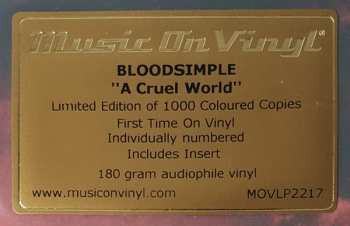 Music On Vinyl®
BLOODSIMPLE
"A Cruel World"
Limited Edition of 1000 Coloured Copies
First Time On Vinyl
Individually numbered
Includes Insert
180 gram audiophile vinyl
www.musiconvinyl.com MOVLP2217